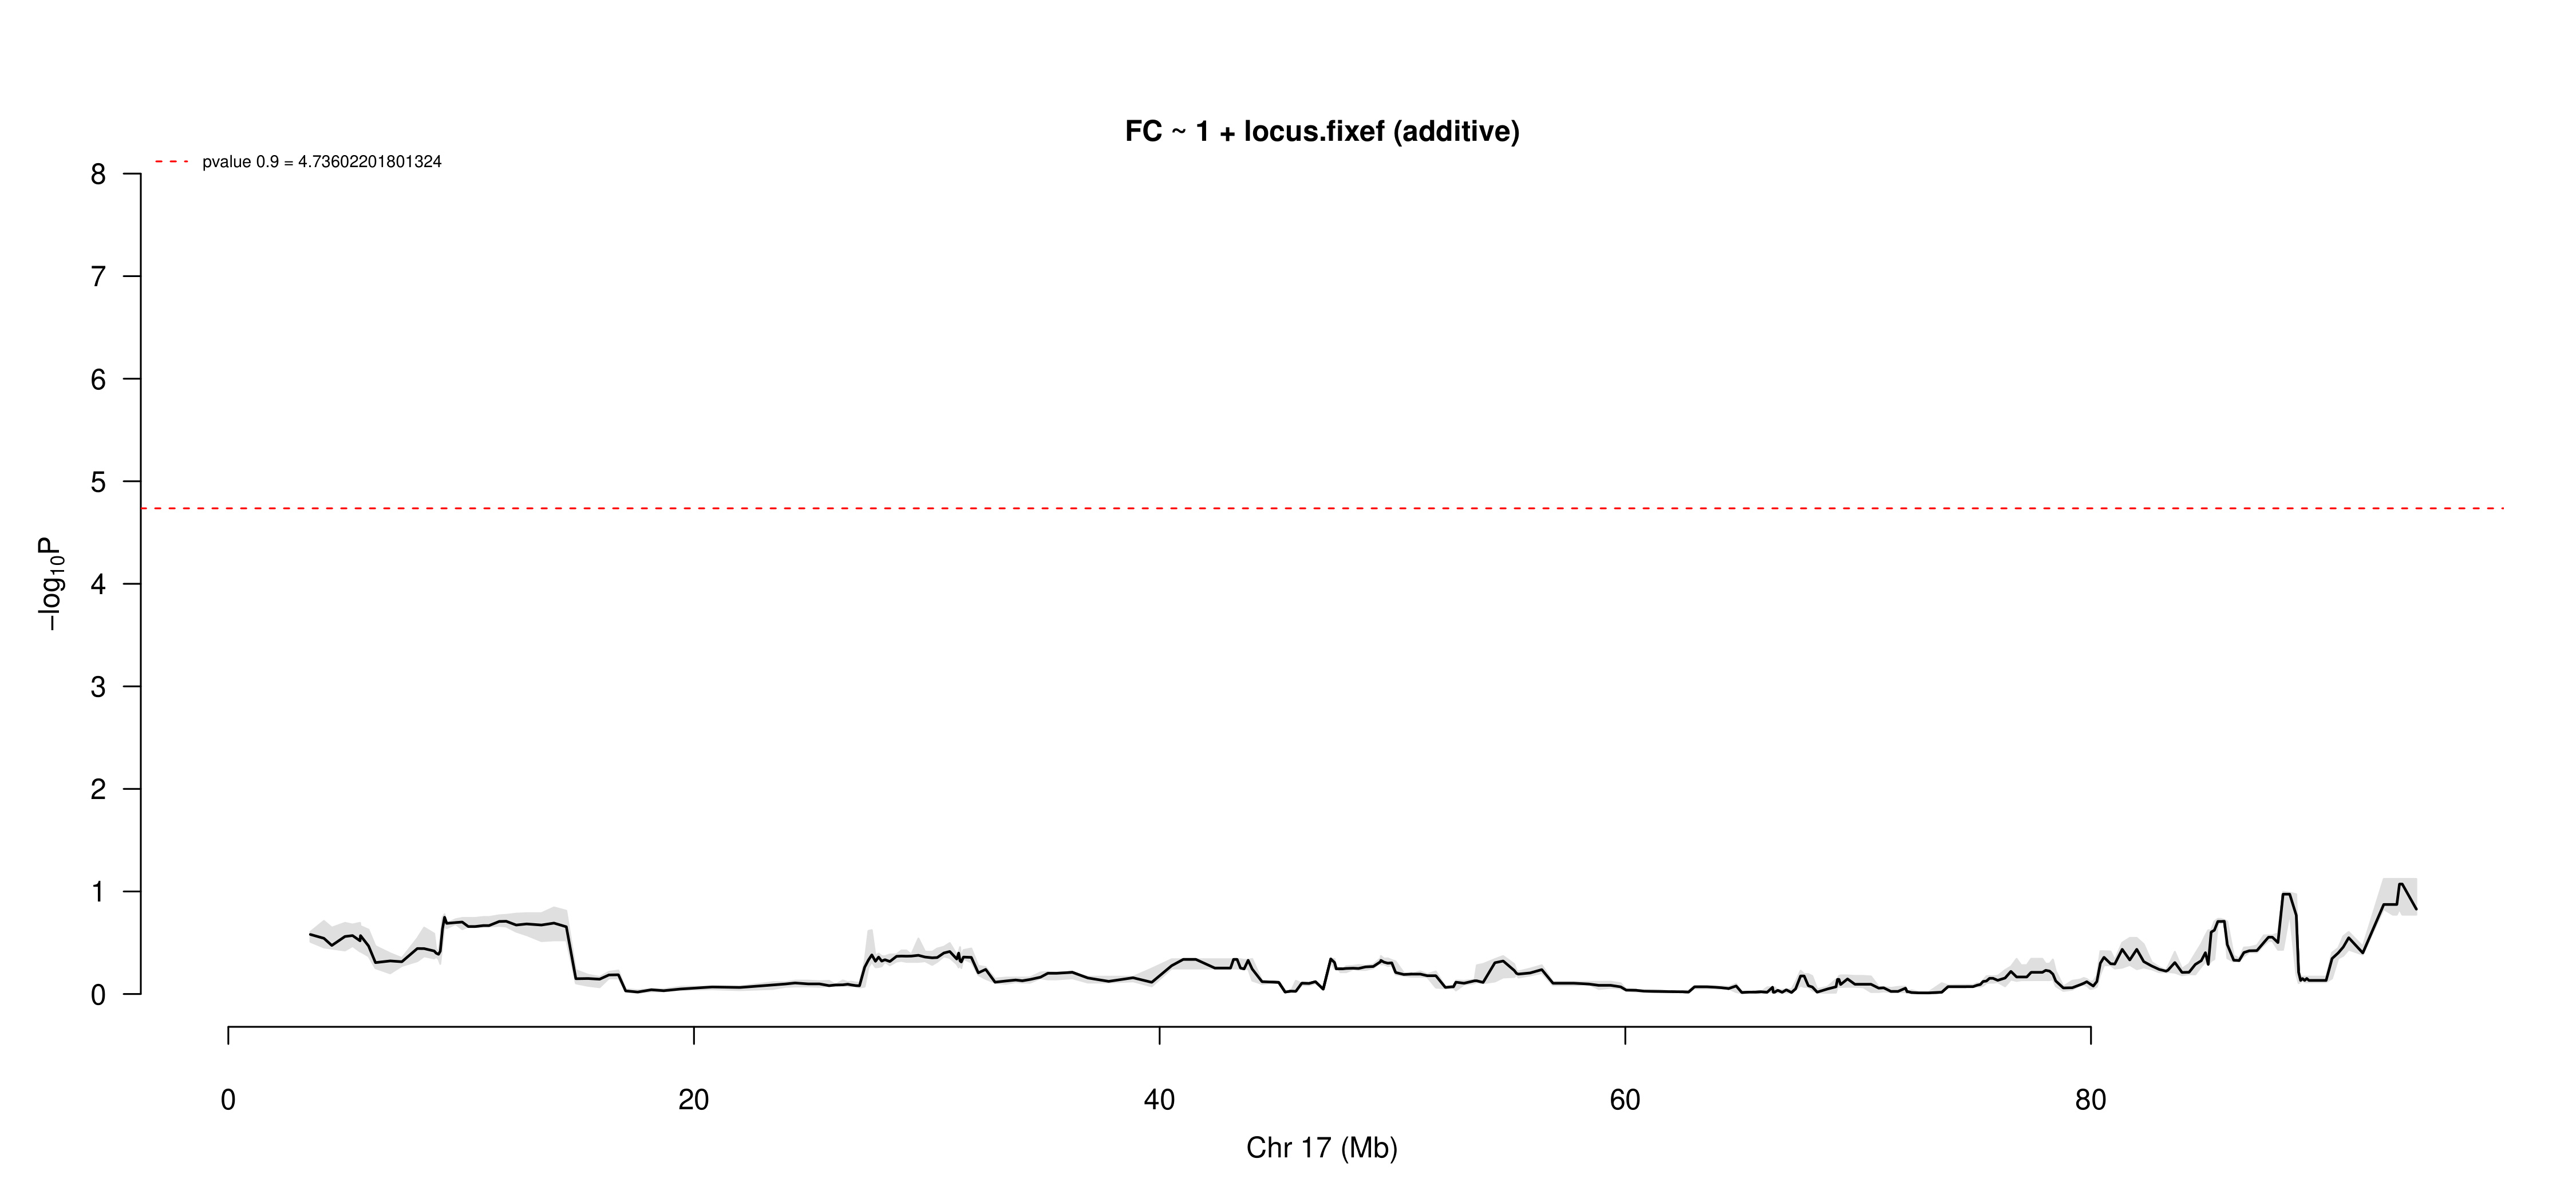 FC ~ 1 + locus.fixef (additive)
pvalue 0.9 = 4.73602201801324
8
7
6
5
4
3
2
1
0
−log10P
0 20 40 60 80
Chr 17 (Mb)